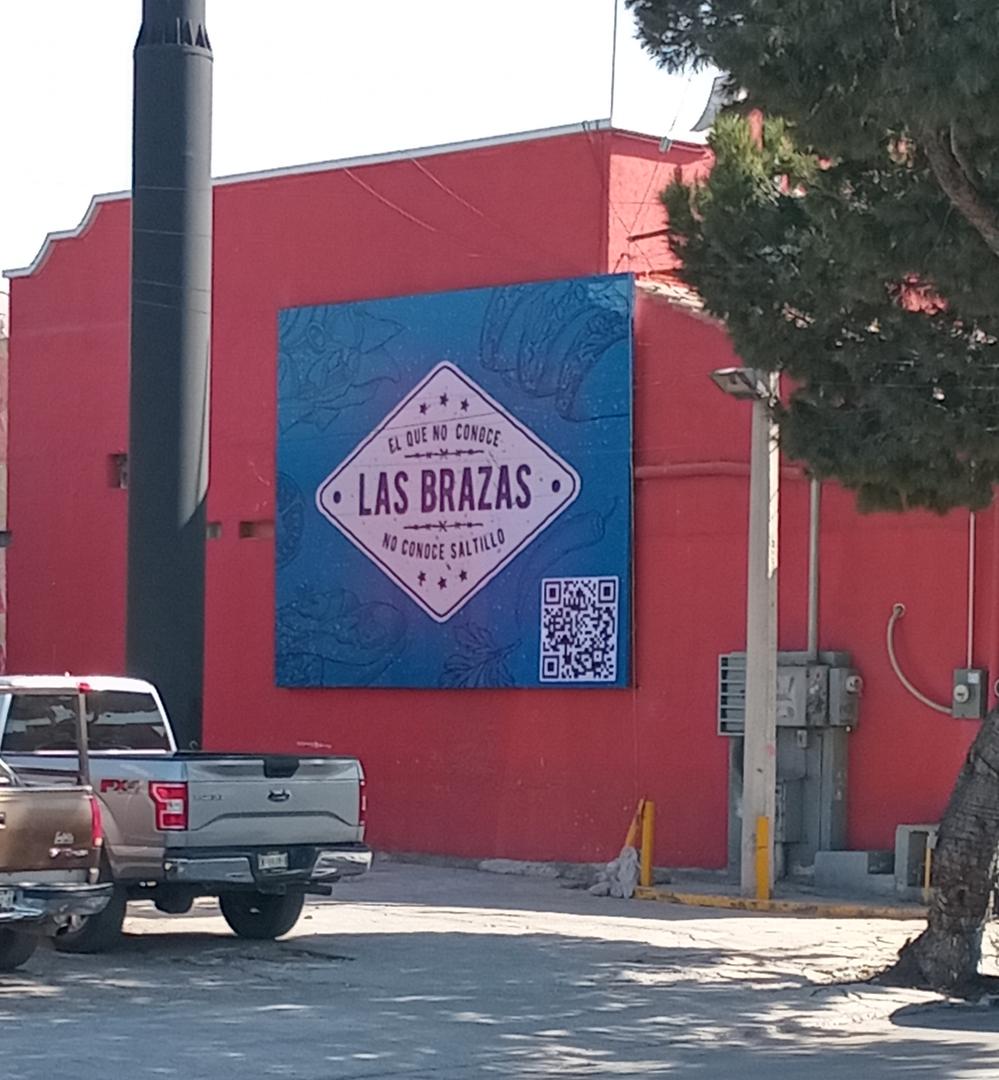 EL QUE NO CONOCE
LAS BRAZAS
NO CONOCE SALTILLO
FX4